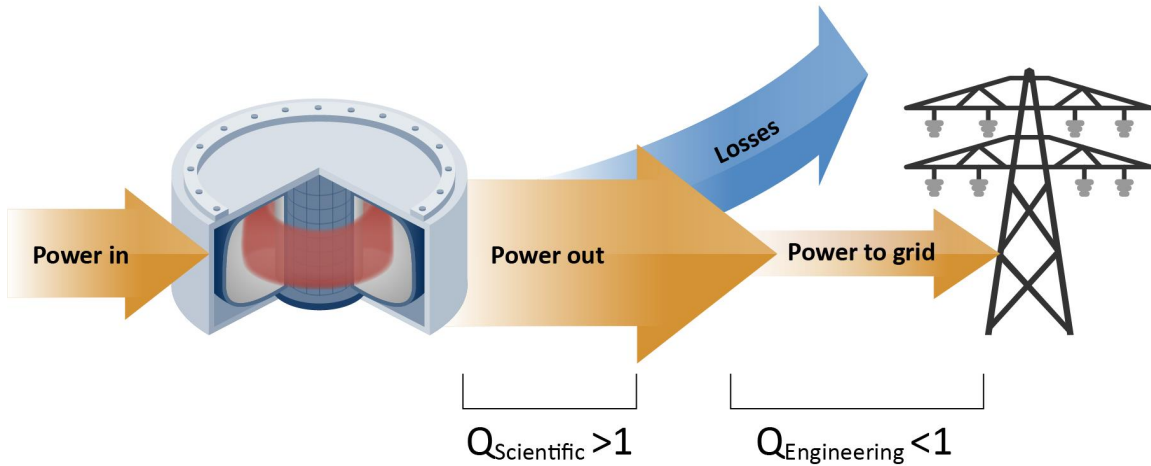 Losses
Power in
Power out
Power to grid
QScientific >1
QEngineering <1